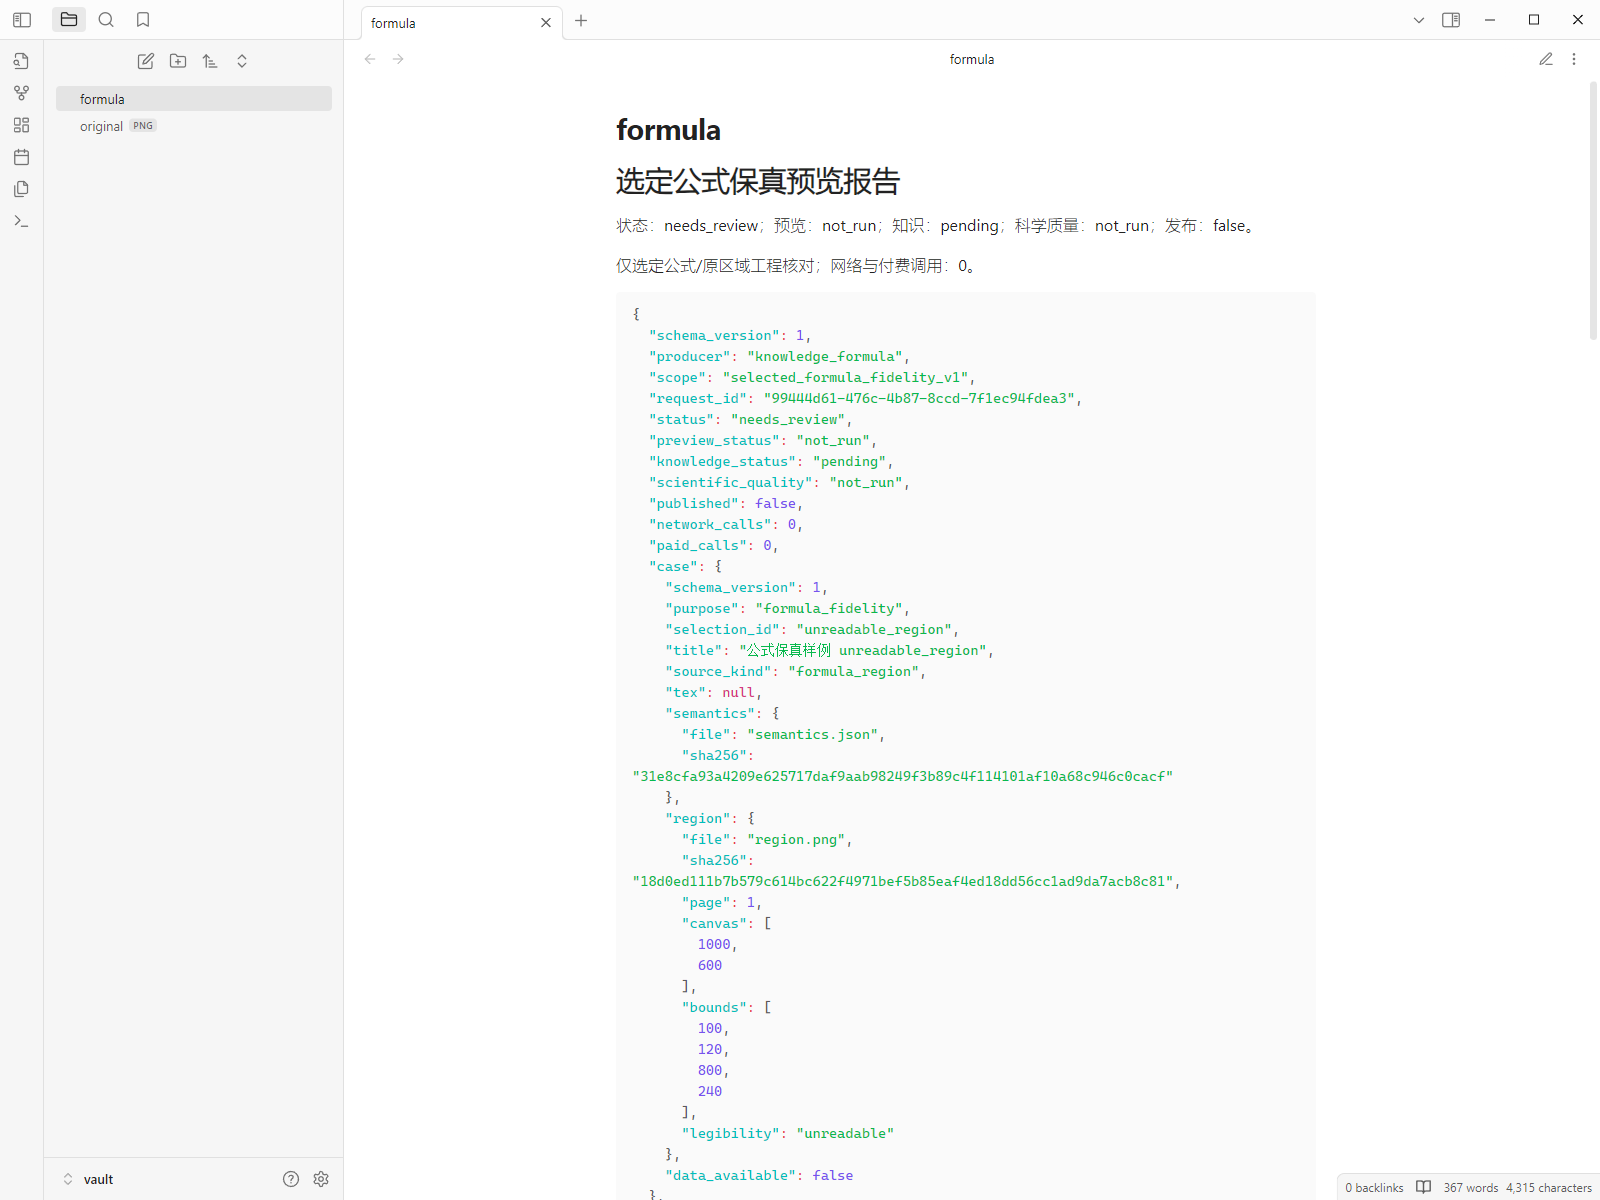 formula
formula
formula
original PNG
formula
选定公式保真预览报告
状态：needs_review；预览：not_run；知识：pending；科学质量：not_run；发布：false。
仅选定公式/原区域工程核对；网络与付费调用：0。
{
"schema_version": 1,
"producer": "knowledge_formula",
"scope": "selected_formula_fidelity_v1",
"request_id": "99444d61-476c-4b87-8ccd-7f1ec94fdea3",
"status": "needs_review",
"preview_status": "not_run",
"knowledge_status": "pending",
"scientific_quality": "not_run",
"published": false,
"network_calls": 0,
"paid_calls": 0,
"case": {
"schema_version": 1,
"purpose": "formula_fidelity",
"selection_id": "unreadable_region",
"title": "公式保真样例 unreadable_region",
"source_kind": "formula_region",
"tex": null,
"semantics": {
"file": "semantics.json",
"sha256":
"31e8cfa93a4209e625717daf9aab98249f3b89c4f114101af10a68c946c0cacf"
},
"region": {
"file": "region.png",
"sha256":
"18d0ed111b7b579c614bc622f4971bef5b85eaf4ed18dd56cc1ad9da7acb8c81",
"page": 1,
"canvas": [
1000,
600
],
"bounds": [
100,
120,
800,
240
],
"legibility": "unreadable"
},
"data_available": false
},
vault
0 backlinks 367 words 4,315 characters